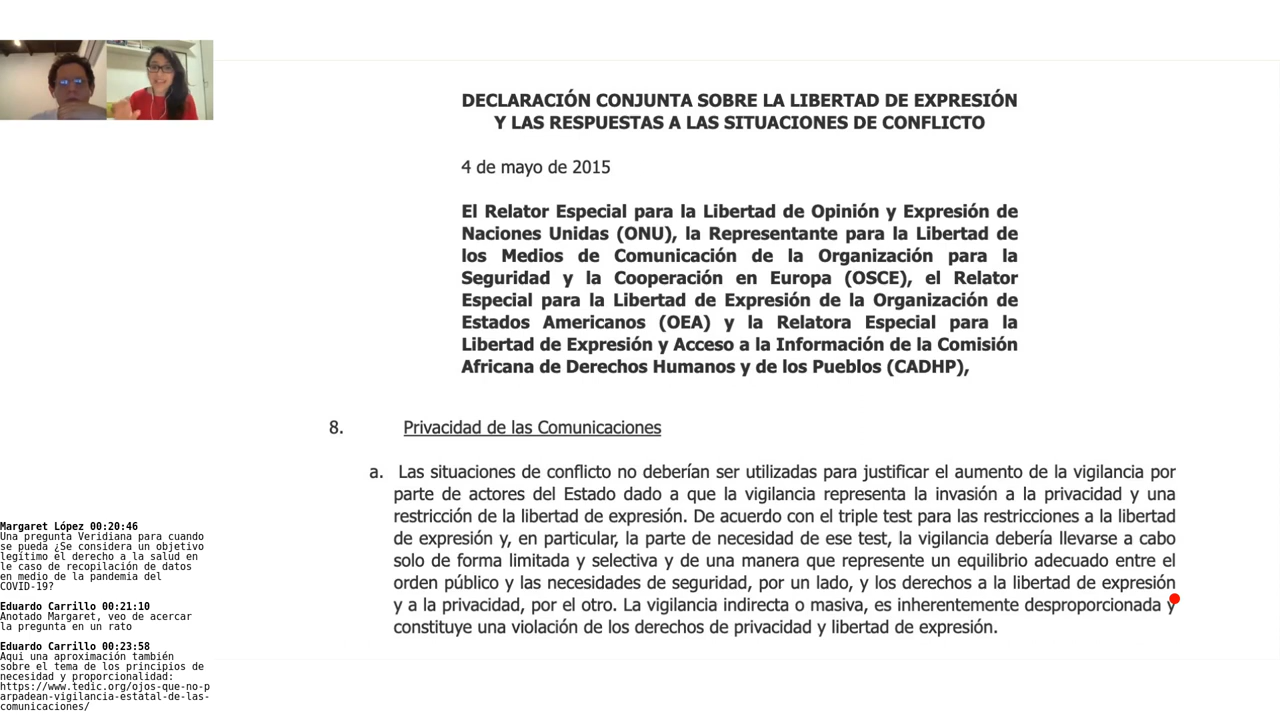 DECLARACIÓN CONJUNTA SOBRE LA LIBERTAD DE EXPRESIÓN
Y LAS RESPUESTAS A LAS SITUACIONES DE CONFLICTO
4 de mayo de 2015
El Relator Especial para la Libertad de Opinión y Expresión de
Naciones Unidas (ONU), la Representante para la Libertad de
los Medios de Comunicación de la Organización para la
Seguridad y la Cooperación en Europa (OSCE), el Relator
Especial para la Libertad de Expresión de la Organización de
Estados Americanos (OEA) y la Relatora Especial para la
Libertad de Expresión y Acceso a la Información de la Comisión
Africana de Derechos Humanos y de los Pueblos (CADHP),
8. Privacidad de las Comunicaciones
a. Las situaciones de conflicto no deberían ser utilizadas para justificar el aumento de la vigilancia por
parte de actores del Estado dado a que la vigilancia representa la invasión a la privacidad y una
restricción de la libertad de expresión. De acuerdo con el triple test para las restricciones a la libertad
de expresión y, en particular, la parte de necesidad de ese test, la vigilancia debería llevarse a cabo
solo de forma limitada y selectiva y de una manera que represente un equilibrio adecuado entre el
orden público y las necesidades de seguridad, por un lado, y los derechos a la libertad de expresión
y a la privacidad, por el otro. La vigilancia indirecta o masiva, es inherentemente desproporcionada y
constituye una violación de los derechos de privacidad y libertad de expresión.
Margaret López 00:20:46
Una pregunta Veridiana para cuando
se pueda ¿Se considera un objetivo
legítimo el derecho a la salud en
le caso de recopilación de datos
en medio de la pandemia del
COVID-19?
Eduardo Carrillo 00:21:10
Anotado Margaret, veo de acercar
la pregunta en un rato
Eduardo Carrillo 00:23:58
Aqui una aproximación también
sobre el tema de los principios de
necesidad y proporcionalidad:
https://www.tedic.org/ojos-que-no-p
arpadean-vigilancia-estatal-de-las-
comunicaciones/